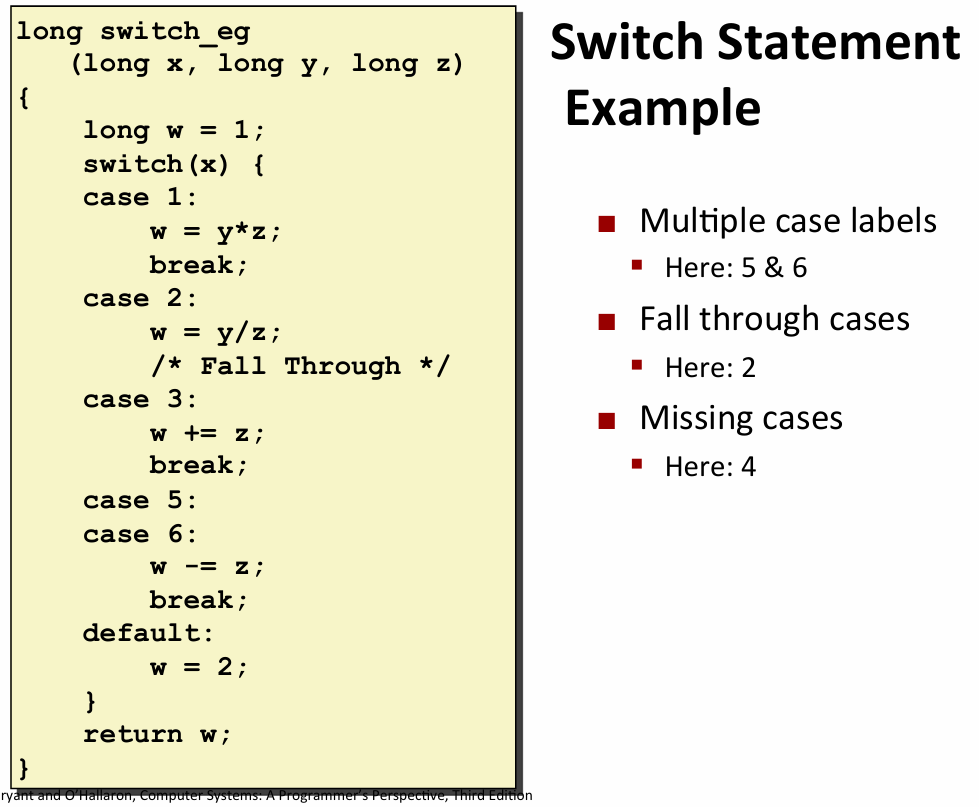 long switch_eg
   (long x, long y, long z)
{
    long w = 1;
    switch(x) {
    case 1:
        w = y*z;
        break;
    case 2:
        w = y/z;
        /* Fall Through */
    case 3:
        w += z;
        break;
    case 5:
    case 6:
        w -= z;
        break;
    default:
        w = 2;
    }
    return w;
}
Switch Statement
Example
■ Multiple case labels
▪ Here: 5 & 6
■ Fall through cases
▪ Here: 2
■ Missing cases
▪ Here: 4
ryant and O'Hallaron, Computer Systems: A Programmer's Perspective, Third Edition